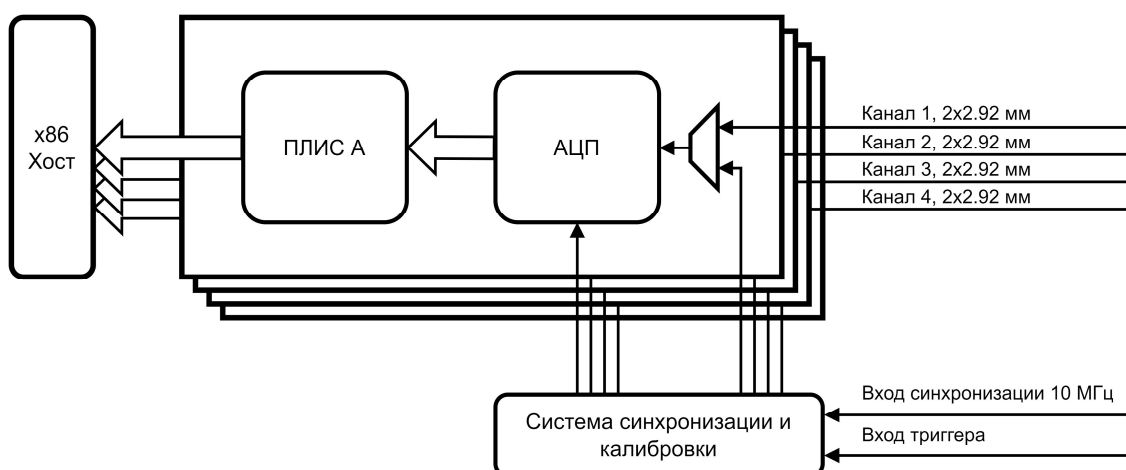 x86
Хост
ПЛИС А
АЦП
Канал 1, 2x2.92 мм
Канал 2, 2x2.92 мм
Канал 3, 2x2.92 мм
Канал 4, 2x2.92 мм
Система синхронизации и
калибровки
Вход синхронизации 10 МГц
Вход триггера